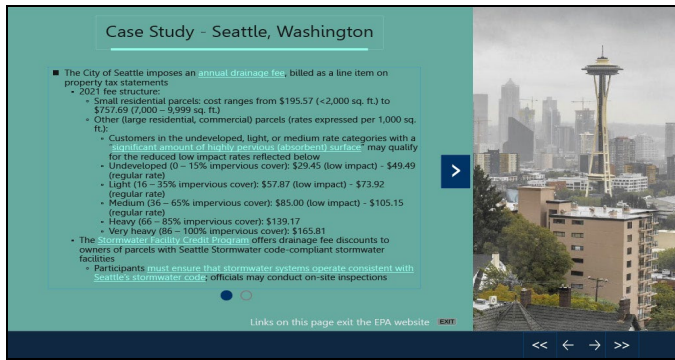 Case Study - Seattle, Washington
■ The City of Seattle imposes an annual drainage fee, billed as a line item on
property tax statements
• 2021 fee structure:
◦ Small residential parcels: cost ranges from $195.57 (<2,000 sq. ft.) to
$757.69 (7,000 – 9,999 sq. ft.)
◦ Other (large residential, commercial) parcels (rates expressed per 1,000 sq.
ft.):
• Customers in the undeveloped, light, or medium rate categories with a
"significant amount of highly pervious (absorbent) surface" may qualify
for the reduced low impact rates reflected below
• Undeveloped (0 – 15% impervious cover): $29.45 (low impact) - $49.49
(regular rate)
• Light (16 – 35% impervious cover): $57.87 (low impact) - $73.92
(regular rate)
• Medium (36 – 65% impervious cover): $85.00 (low impact) - $105.15
(regular rate)
• Heavy (66 – 85% impervious cover): $139.17
• Very heavy (86 – 100% impervious cover): $165.81
• The Stormwater Facility Credit Program offers drainage fee discounts to
owners of parcels with Seattle Stormwater code-compliant stormwater
facilities
◦ Participants must ensure that stormwater systems operate consistent with
Seattle's stormwater code; officials may conduct on-site inspections
Links on this page exit the EPA website EXIT
<< ← → >>